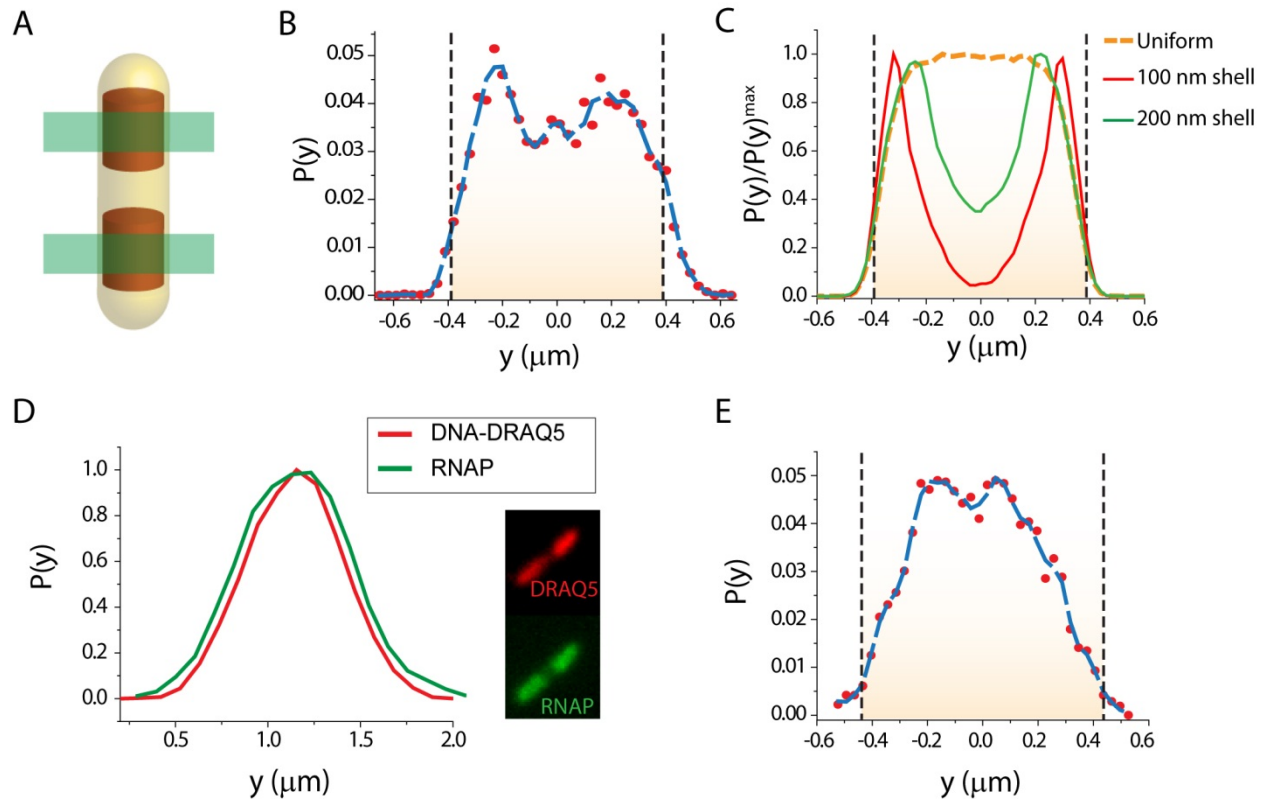 A
B
P(y)
0.05
0.04
0.03
0.02
0.01
0.00
-0.6 -0.4 -0.2 0.0 0.2 0.4 0.6
y (μm)
C
P(y)/P(y)^max
1.0
0.8
0.6
0.4
0.2
0.0
-0.6 -0.4 -0.2 0.0 0.2 0.4 0.6
y (μm)
Uniform
100 nm shell
200 nm shell
D
DNA-DRAQ5
RNAP
P(y)
1.0
0.8
0.6
0.4
0.2
0.0
0.5 1.0 1.5 2.0
y (μm)
DRAQ5
RNAP
E
P(y)
0.05
0.04
0.03
0.02
0.01
0.00
-0.6 -0.4 -0.2 0.0 0.2 0.4 0.6
y (μm)